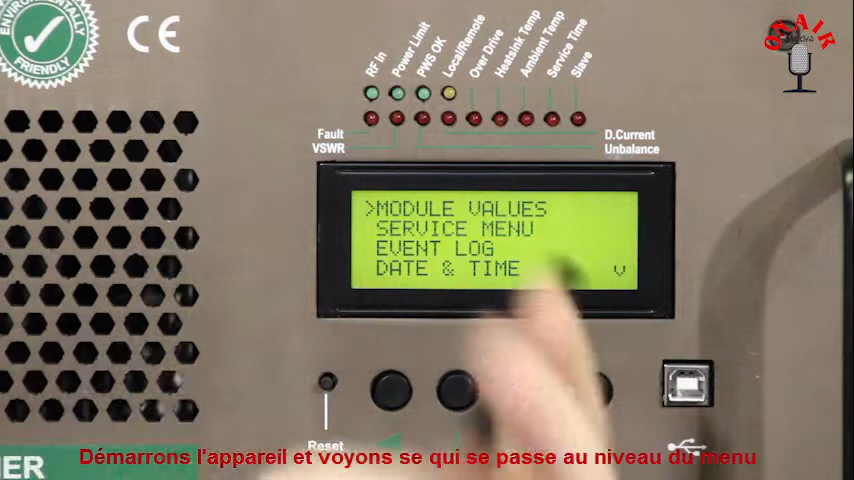 ENVIRONMENTALLY
FRIENDLY
CE
RF In
Power Limit
PWS OK
Local/Remote
Over Drive
Heatsink Temp
Ambient Temp
Service Time
Slave
ON AIR
Fault
VSWR
D.Current
Unbalance
>MODULE VALUES
SERVICE MENU
EVENT LOG
DATE & TIME
v
Reset
Démarrons l'appareil et voyons se qui se passe au niveau du menu